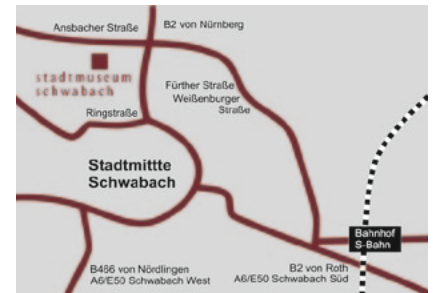 Ansbacher Straße
B2 von Nürnberg
stadtmuseum
schwabach
Fürther Straße
Weißenburger
Straße
Ringstraße
Stadtmittte
Schwabach
Bahnhof
S-Bahn
B466 von Nördlingen
A6/E50 Schwabach West
B2 von Roth
A6/E50 Schwabach Süd